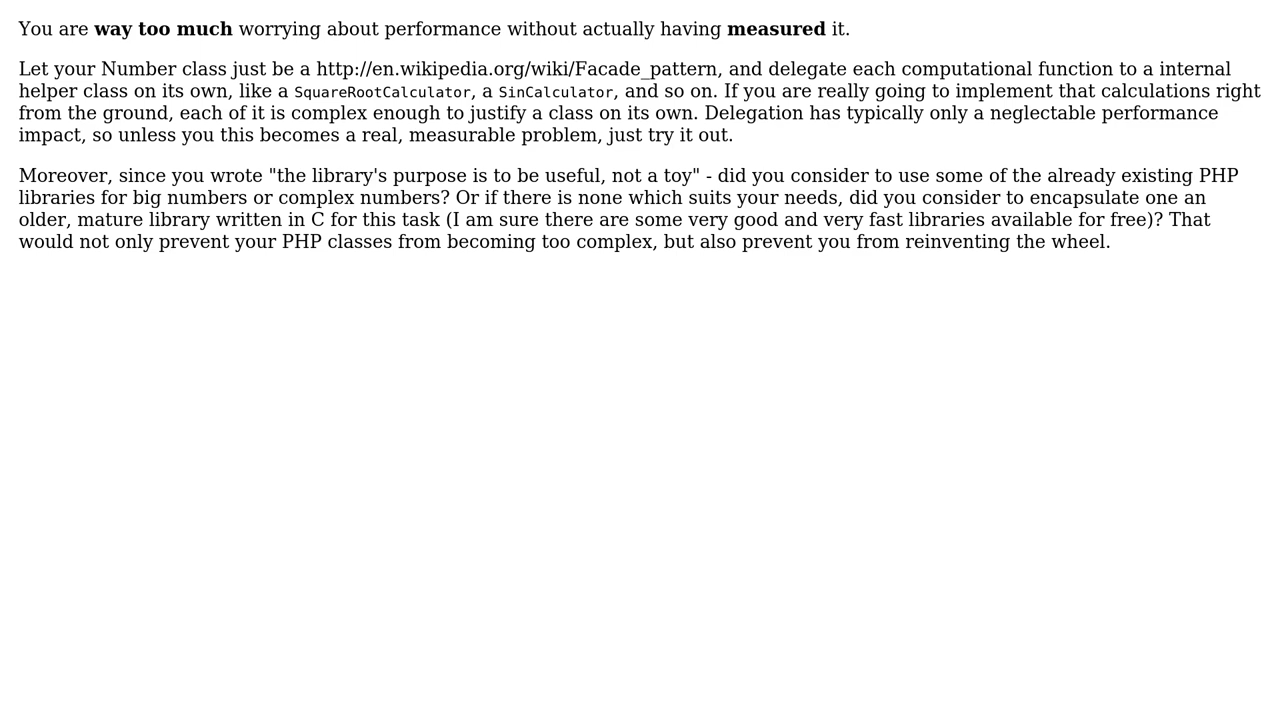 You are way too much worrying about performance without actually having measured it.
Let your Number class just be a http://en.wikipedia.org/wiki/Facade_pattern, and delegate each computational function to a internal
helper class on its own, like a SquareRootCalculator, a SinCalculator, and so on. If you are really going to implement that calculations right
from the ground, each of it is complex enough to justify a class on its own. Delegation has typically only a neglectable performance
impact, so unless you this becomes a real, measurable problem, just try it out.
Moreover, since you wrote "the library's purpose is to be useful, not a toy" - did you consider to use some of the already existing PHP
libraries for big numbers or complex numbers? Or if there is none which suits your needs, did you consider to encapsulate one an
older, mature library written in C for this task (I am sure there are some very good and very fast libraries available for free)? That
would not only prevent your PHP classes from becoming too complex, but also prevent you from reinventing the wheel.